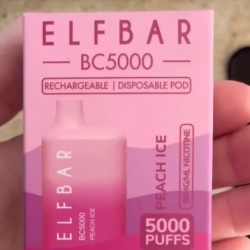 ELFBAR
BC5000
RECHARGEABLE | DISPOSABLE POD
ELFBAR
BC5000
PEACH ICE
PEACH ICE
50MG/ML NICOTINE
5000
PUFFS